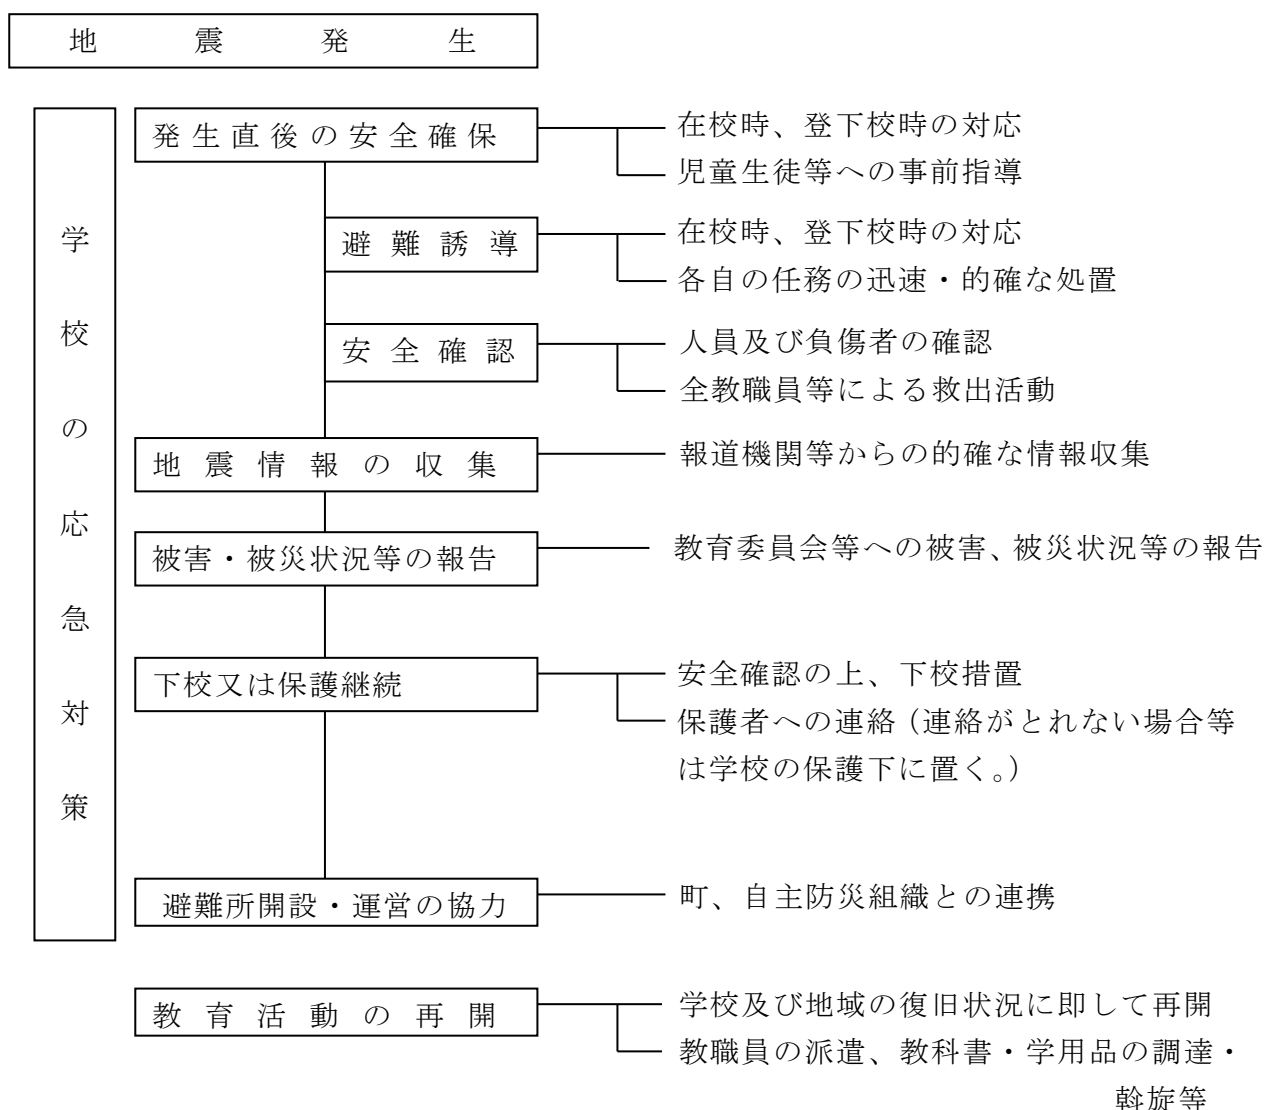 地震発生
学校の応急対策
発生直後の安全確保
在校時、登下校時の対応
児童生徒等への事前指導
避難誘導
在校時、登下校時の対応
各自の任務の迅速・的確な処置
安全確認
人員及び負傷者の確認
全教職員等による救出活動
地震情報の収集
報道機関等からの的確な情報収集
被害・被災状況等の報告
教育委員会等への被害、被災状況等の報告
下校又は保護継続
安全確認の上、下校措置
保護者への連絡（連絡がとれない場合等
は学校の保護下に置く。）
避難所開設・運営の協力
町、自主防災組織との連携
教育活動の再開
学校及び地域の復旧状況に即して再開
教職員の派遣、教科書・学用品の調達・
斡旋等